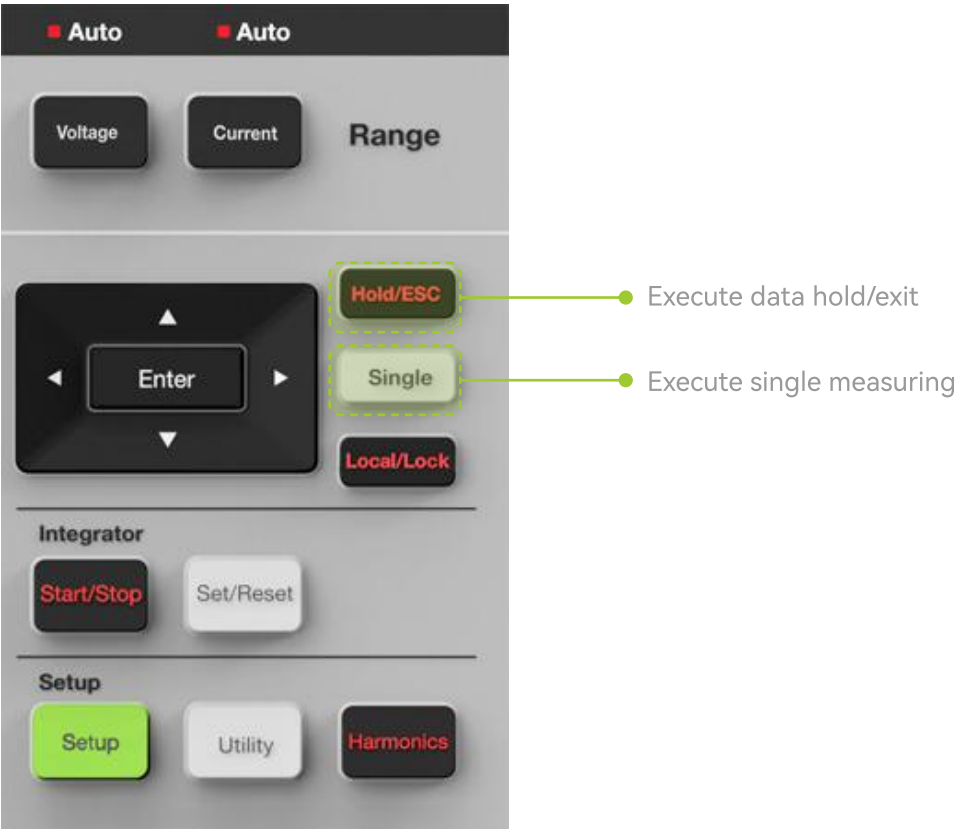 Auto Auto
Voltage Current Range
Hold/ESC Execute data hold/exit
Enter Single Execute single measuring
Local/Lock
Integrator
Start/Stop Set/Reset
Setup
Setup Utility Harmonics